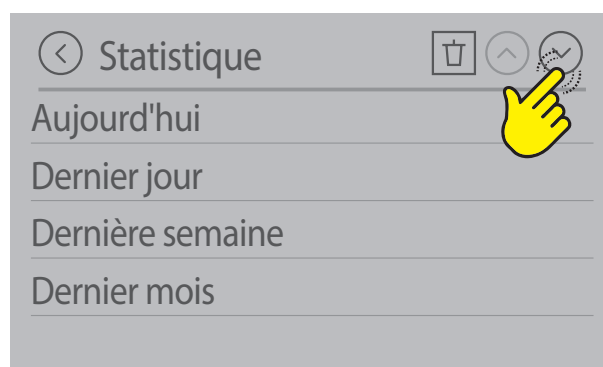 Statistique
Aujourd'hui
Dernier jour
Dernière semaine
Dernier mois